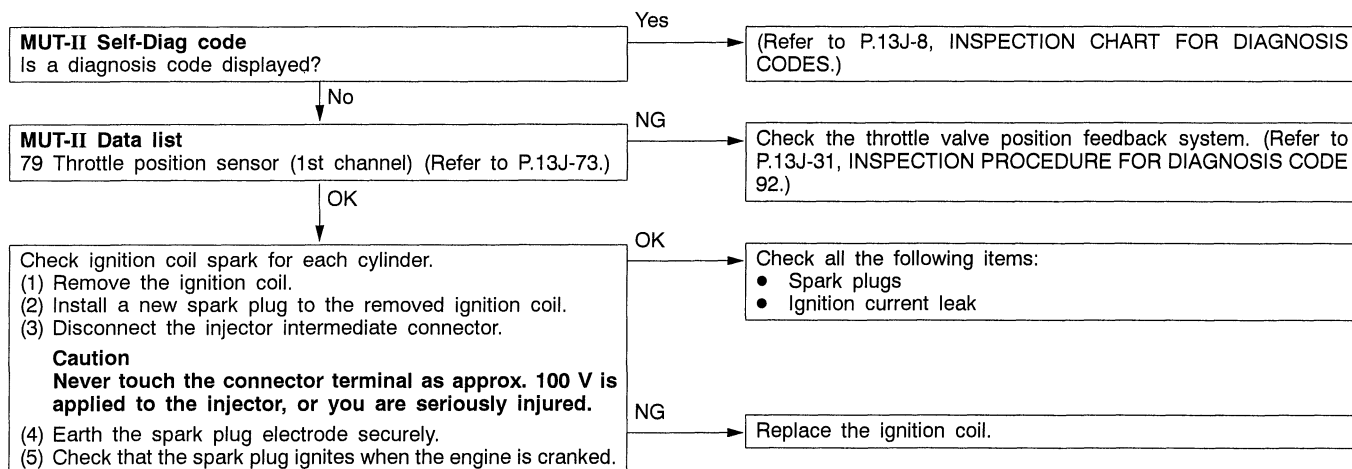 MUT-II Self-Diag code
Is a diagnosis code displayed?
Yes
(Refer to P.13J-8, INSPECTION CHART FOR DIAGNOSIS
CODES.)
No
MUT-II Data list
79 Throttle position sensor (1st channel) (Refer to P.13J-73.)
NG
Check the throttle valve position feedback system. (Refer to
P.13J-31, INSPECTION PROCEDURE FOR DIAGNOSIS CODE
92.)
OK
Check ignition coil spark for each cylinder.
(1) Remove the ignition coil.
(2) Install a new spark plug to the removed ignition coil.
(3) Disconnect the injector intermediate connector.
Caution
Never touch the connector terminal as approx. 100 V is
applied to the injector, or you are seriously injured.
(4) Earth the spark plug electrode securely.
(5) Check that the spark plug ignites when the engine is cranked.
OK
Check all the following items:
● Spark plugs
● Ignition current leak
NG
Replace the ignition coil.